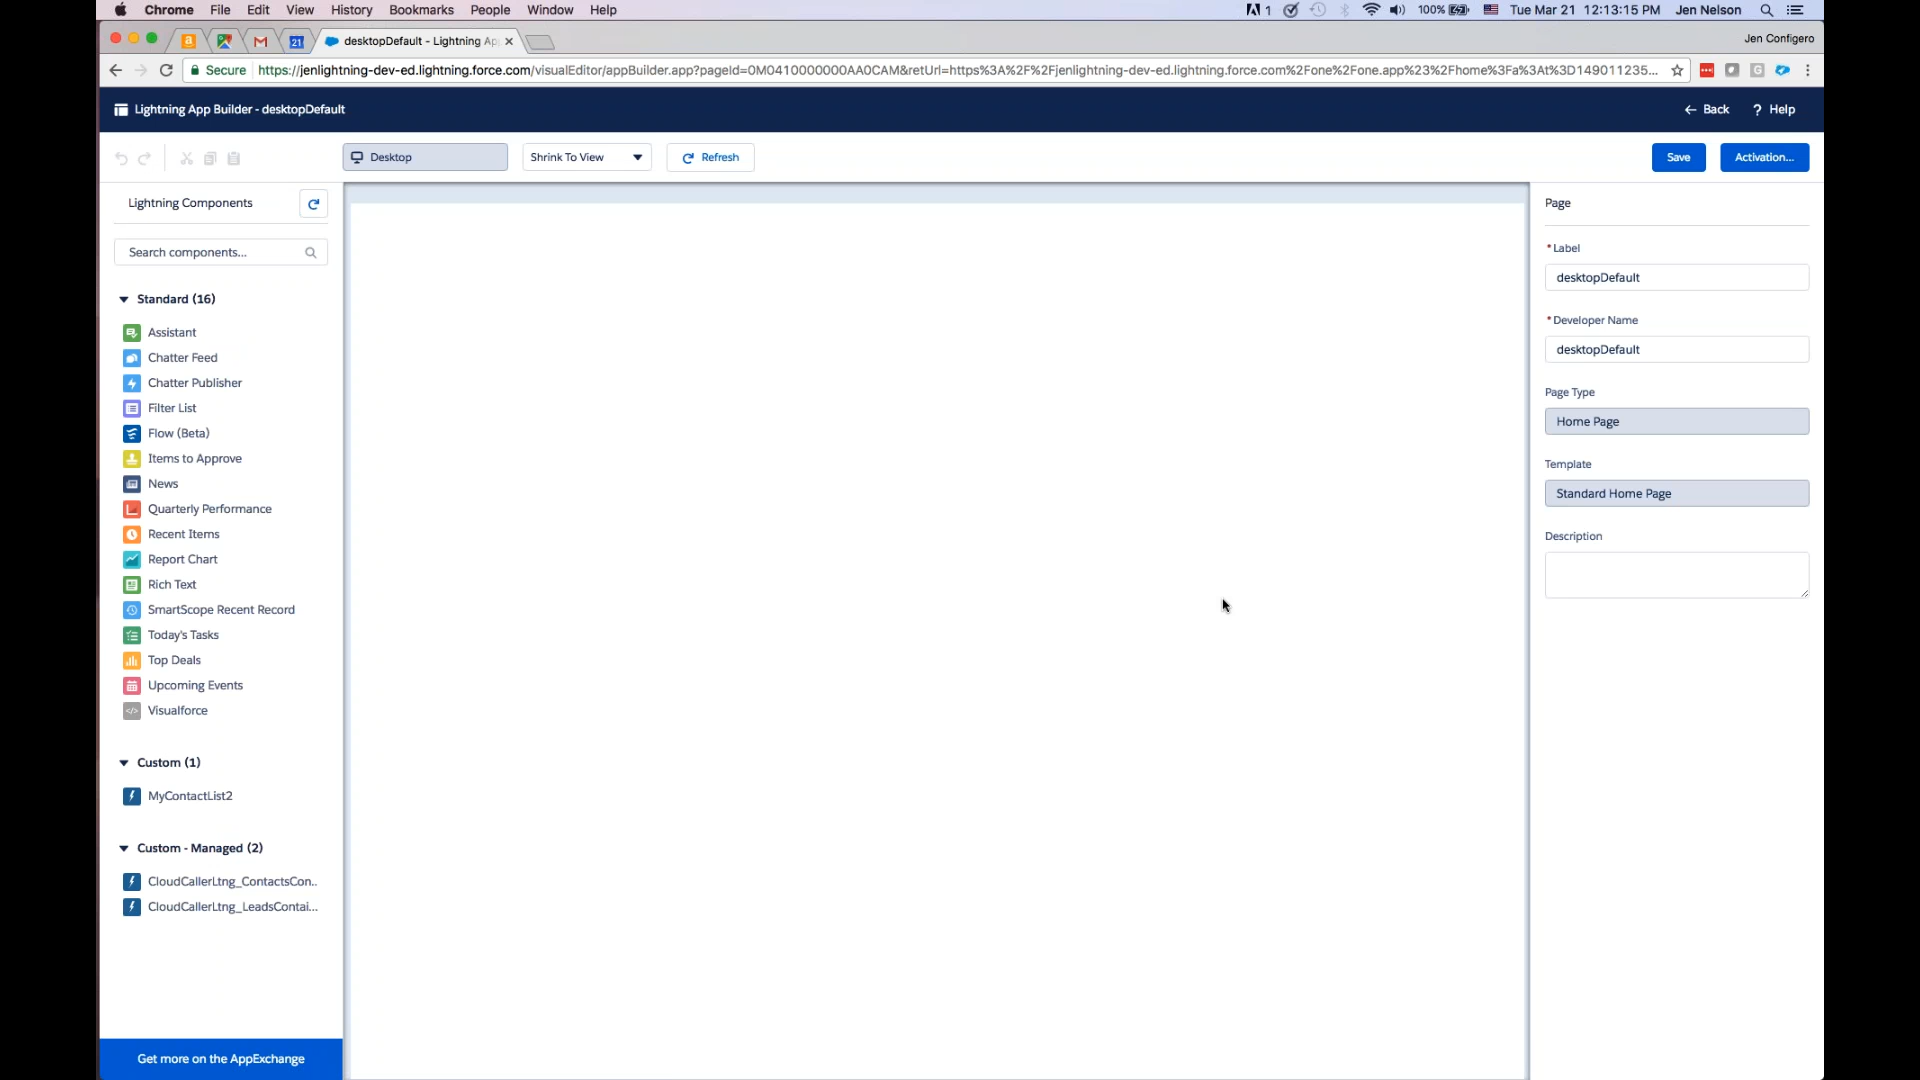 Chrome File Edit View History Bookmarks People Window Help
1 100% Tue Mar 21 12:13:15 PM Jen Nelson
21 desktopDefault - Lightning Ap
Jen Configero
Secure https://jenlightning-dev-ed.lightning.force.com/visualEditor/appBuilder.app?pageId=0M0410000000AA0CAM&retUrl=https%3A%2F%2Fjenlightning-dev-ed.lightning.force.com%2Fone%2Fone.app%23%2Fhome%3Fa%3At%3D149011235...
Lightning App Builder - desktopDefault
Back
? Help
Desktop
Shrink To View
Refresh
Save
Activation...
Lightning Components
Search components...
Standard (16)
Assistant
Chatter Feed
Chatter Publisher
Filter List
Flow (Beta)
Items to Approve
News
Quarterly Performance
Recent Items
Report Chart
Rich Text
SmartScope Recent Record
Today's Tasks
Top Deals
Upcoming Events
Visualforce
Custom (1)
MyContactList2
Custom - Managed (2)
CloudCallerLtng_ContactsCon..
CloudCallerLtng_LeadsContai...
Get more on the AppExchange
Page
*Label
desktopDefault
*Developer Name
desktopDefault
Page Type
Home Page
Template
Standard Home Page
Description